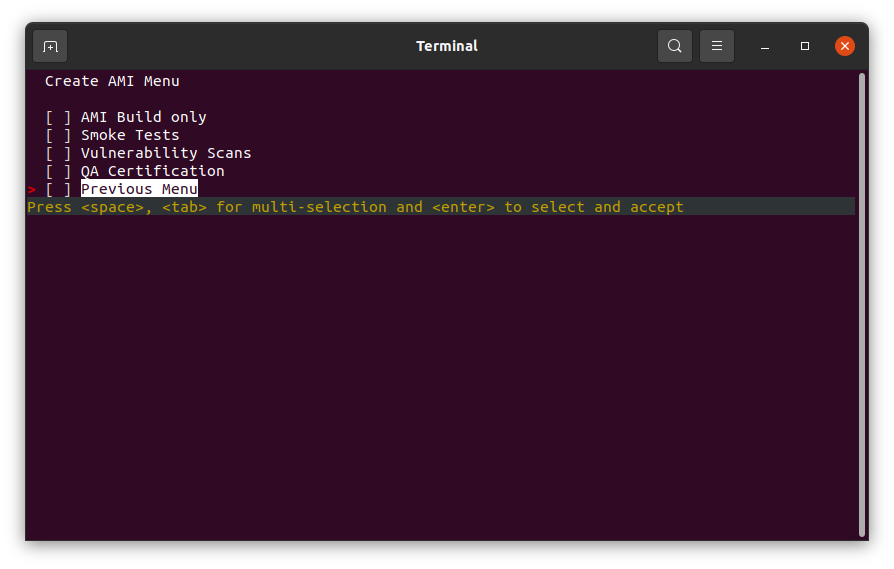 Terminal
Create AMI Menu
[ ] AMI Build only
[ ] Smoke Tests
[ ] Vulnerability Scans
[ ] QA Certification
> [ ] Previous Menu
Press <space>, <tab> for multi-selection and <enter> to select and accept